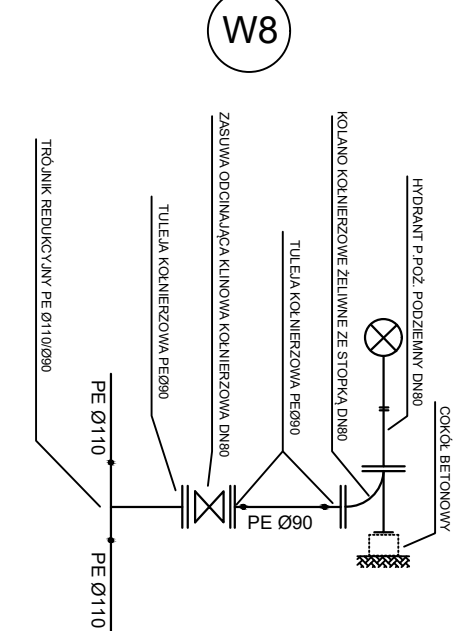 W8
TRÓJNIK REDUKCYJNY PE Ø110/Ø90
TULEJA KOŁNIERZOWA PEØ90
ZASUWA ODCINAJĄCA KLINOWA KOŁNIERZOWA DN80
TULEJA KOŁNIERZOWA PEØ90
KOLANO KOŁNIERZOWE ŻELIWNE ZE STOPKĄ DN80
HYDRANT P.POŻ. PODZIEMNY DN80
COKÓŁ BETONOWY
PE Ø110
PE Ø90
PE Ø110